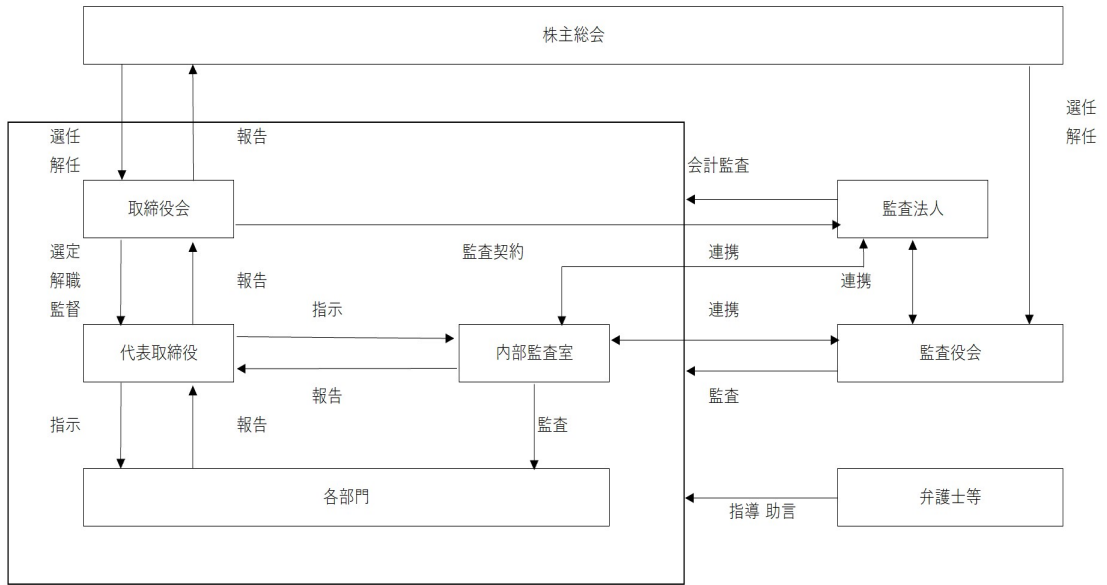 株主総会
選任
解任
報告
選任
解任
会計監査
取締役会
監査法人
選定
解職
監督
報告
監査契約
連携
連携
指示
連携
代表取締役
内部監査室
監査役会
報告
監査
指示
報告
監査
各部門
弁護士等
指導 助言